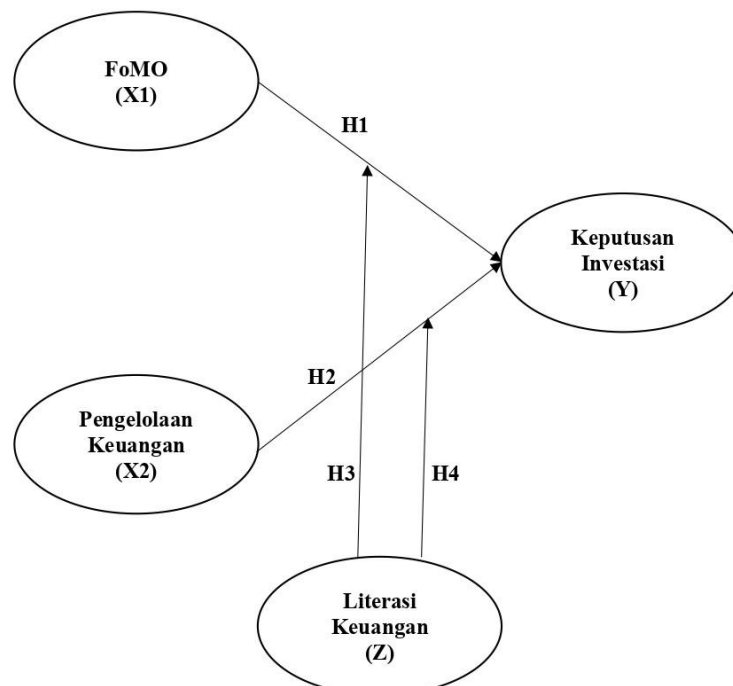 FoMO
(X1)
H1
Keputusan
Investasi
(Y)
H2
Pengelolaan
Keuangan
(X2)
H3
H4
Literasi
Keuangan
(Z)